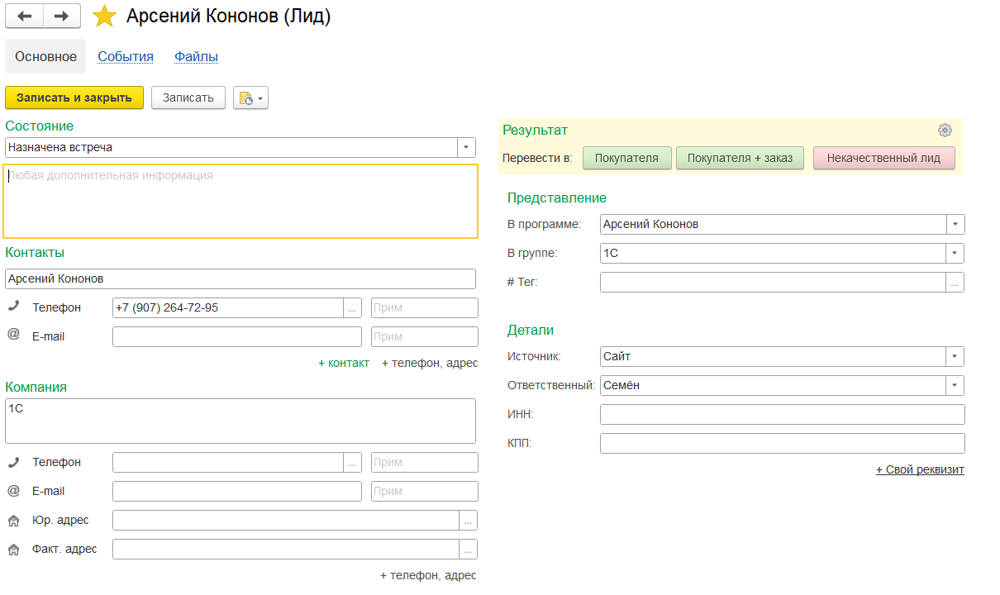 Арсений Кононов (Лид)
Основное События Файлы
Записать и закрыть Записать
Состояние
Назначена встреча
Любая дополнительная информация
Контакты
Арсений Кононов
Телефон +7 (907) 264-72-95 ... Прим.
@ E-mail Прим.
+ контакт + телефон, адрес
Компания
1С
Телефон ... Прим.
@ E-mail Прим.
Юр. адрес ...
Факт. адрес ...
+ телефон, адрес
Результат
Перевести в: Покупателя Покупателя + заказ Некачественный лид
Представление
В программе: Арсений Кононов
В группе: 1С
# Тег: ...
Детали
Источник: Сайт
Ответственный: Семён
ИНН:
КПП:
+ Свой реквизит